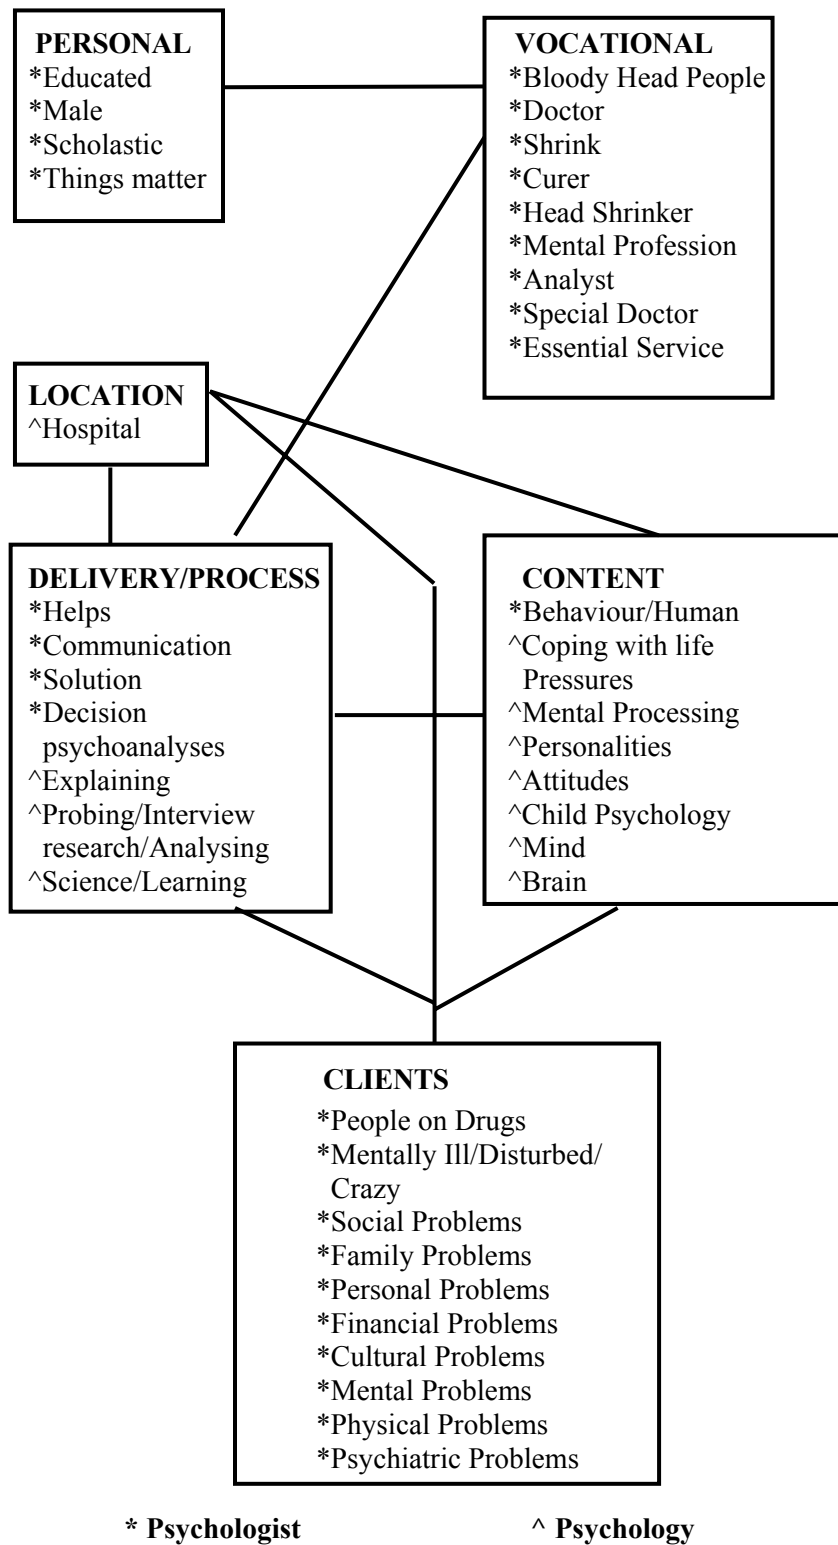 PERSONAL
*Educated
*Male
*Scholastic
*Things matter
VOCATIONAL
*Bloody Head People
*Doctor
*Shrink
*Curer
*Head Shrinker
*Mental Profession
*Analyst
*Special Doctor
*Essential Service
LOCATION
^Hospital
DELIVERY/PROCESS
*Helps
*Communication
*Solution
*Decision
psychoanalyses
^Explaining
^Probing/Interview
research/Analysing
^Science/Learning
CONTENT
*Behaviour/Human
^Coping with life
Pressures
^Mental Processing
^Personalities
^Attitudes
^Child Psychology
^Mind
^Brain
CLIENTS
*People on Drugs
*Mentally Ill/Disturbed/
Crazy
*Social Problems
*Family Problems
*Personal Problems
*Financial Problems
*Cultural Problems
*Mental Problems
*Physical Problems
*Psychiatric Problems
* Psychologist ^ Psychology